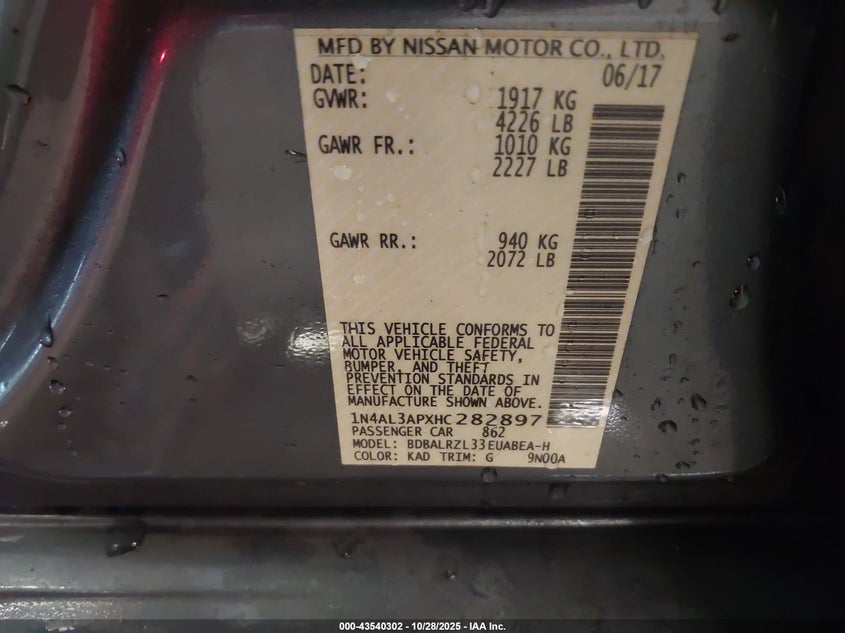 MFD BY NISSAN MOTOR CO., LTD.
DATE: 06/17
GVWR: 1917 KG
4226 LB
GAWR FR.: 1010 KG
2227 LB
GAWR RR.: 940 KG
2072 LB
THIS VEHICLE CONFORMS TO
ALL APPLICABLE FEDERAL
MOTOR VEHICLE SAFETY,
BUMPER, AND THEFT
PREVENTION STANDARDS IN
EFFECT ON THE DATE OF
MANUFACTURE SHOWN ABOVE.
1N4AL3APXHC282897
PASSENGER CAR 862
MODEL: BDBALRZL33EUABEA-H
COLOR: KAD TRIM: G 9N00A
000-43540302 - 10/28/2025 - IAA Inc.